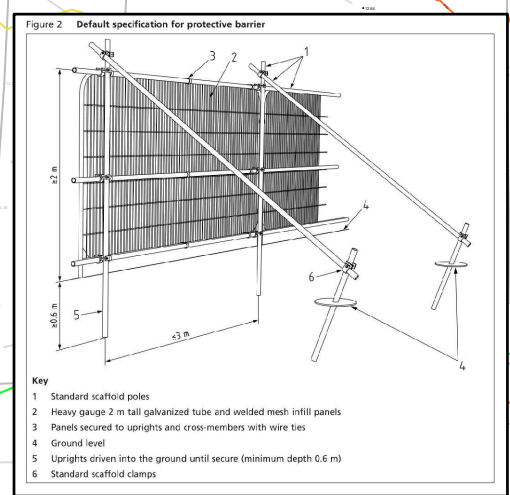 12.66
Figure 2 Default specification for protective barrier
3
2
1
≥2 m
4
≥0.6 m
5
6
≤3 m
4
Key
1 Standard scaffold poles
2 Heavy gauge 2 m tall galvanized tube and welded mesh infill panels
3 Panels secured to uprights and cross-members with wire ties
4 Ground level
5 Uprights driven into the ground until secure (minimum depth 0.6 m)
6 Standard scaffold clamps